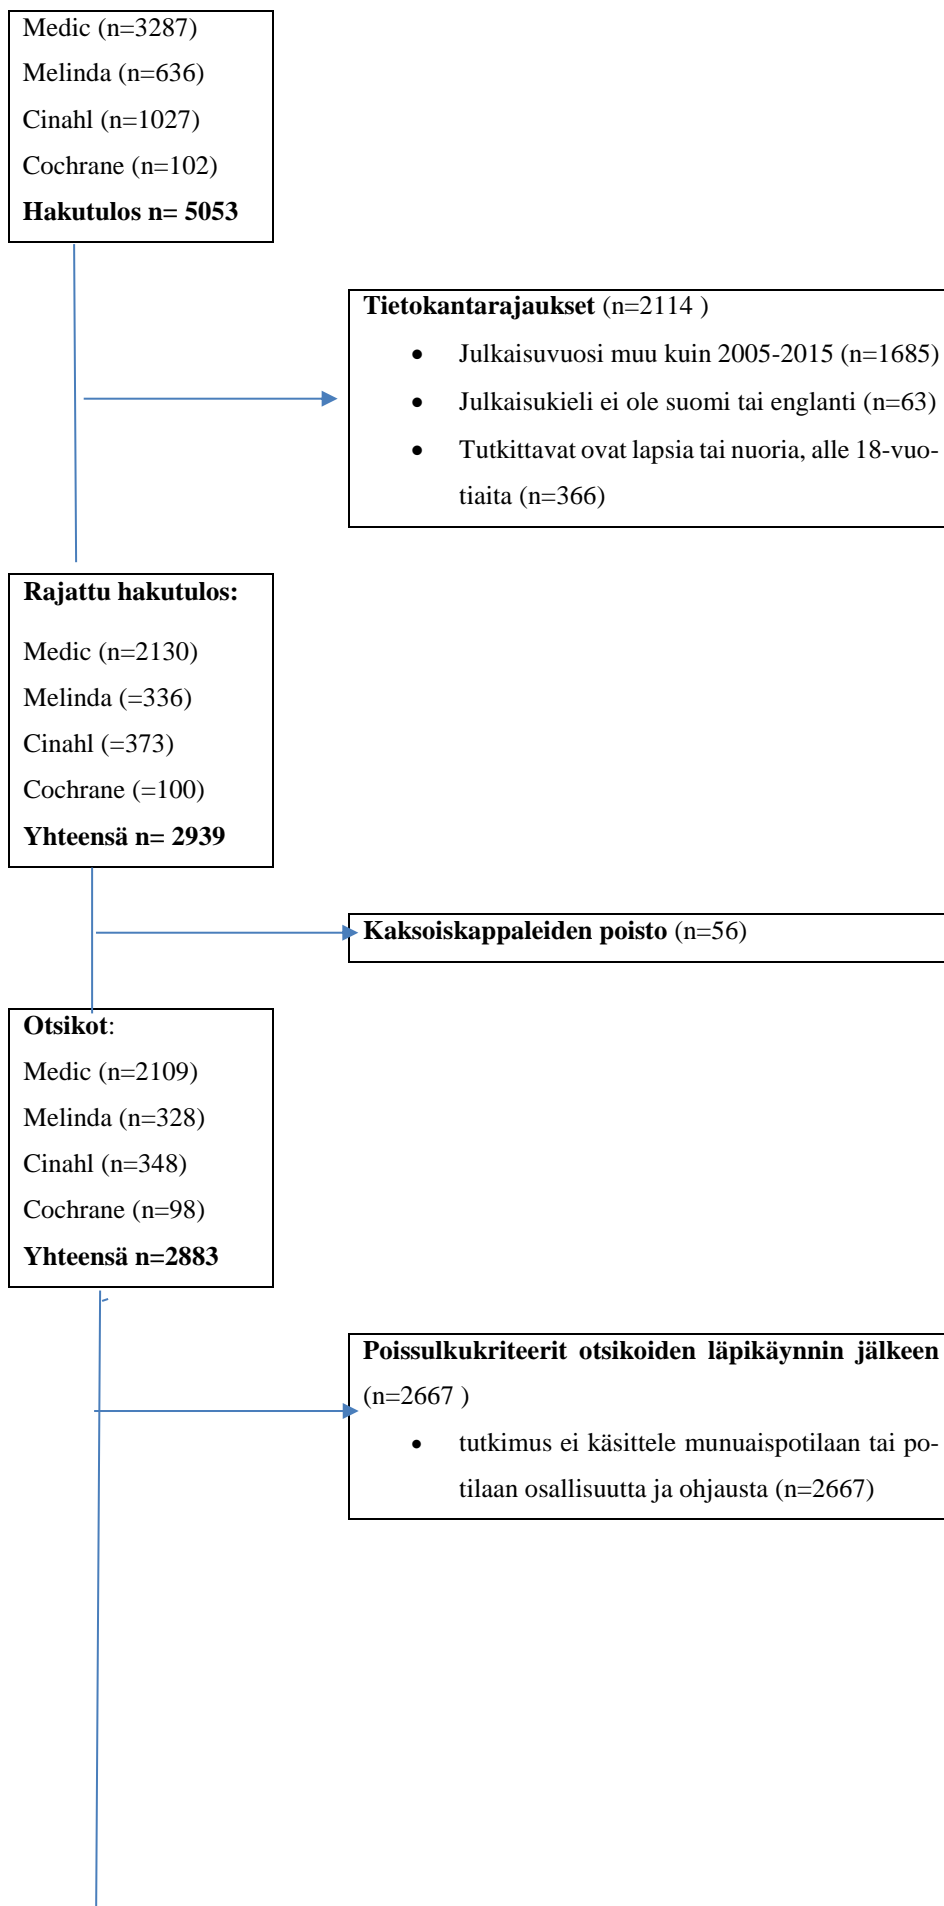 Medic (n=3287)
Melinda (n=636)
Cinahl (n=1027)
Cochrane (n=102)
Hakutulos n= 5053
Tietokantarajaukset (n=2114 )
• Julkaisuvuosi muu kuin 2005-2015 (n=1685)
• Julkaisukieli ei ole suomi tai englanti (n=63)
• Tutkittavat ovat lapsia tai nuoria, alle 18-vuo-
tiaita (n=366)
Rajattu hakutulos:
Medic (n=2130)
Melinda (=336)
Cinahl (=373)
Cochrane (=100)
Yhteensä n= 2939
Kaksoiskappaleiden poisto (n=56)
Otsikot:
Medic (n=2109)
Melinda (n=328)
Cinahl (n=348)
Cochrane (n=98)
Yhteensä n=2883
Poissulkukriteerit otsikoiden läpikäynnin jälkeen
(n=2667 )
• tutkimus ei käsittele munuaispotilaan tai po-
tilaan osallisuutta ja ohjausta (n=2667)